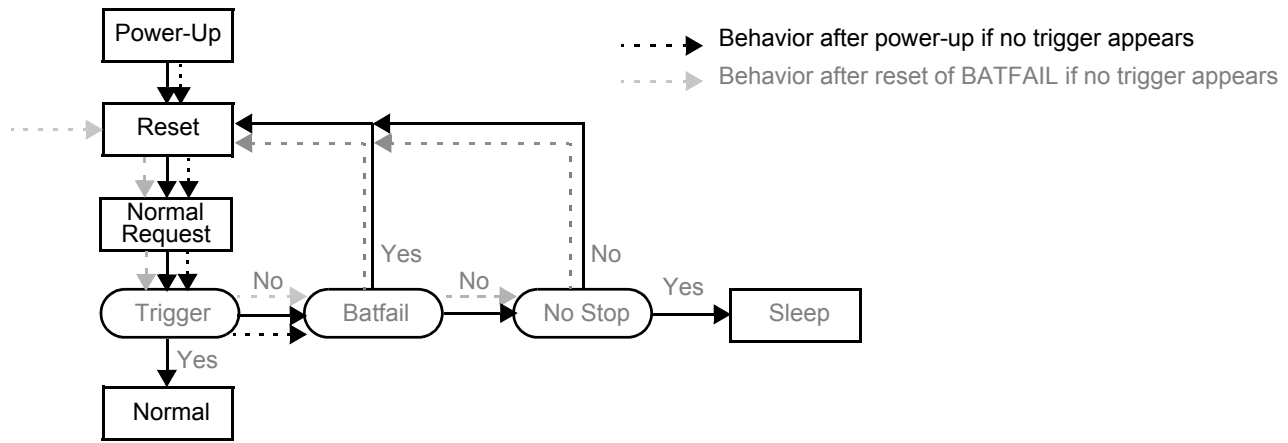 Power-Up
Behavior after power-up if no trigger appears
Behavior after reset of BATFAIL if no trigger appears
Reset
Normal
Request
Yes
No
No
No
Yes
Trigger
Batfail
No Stop
Sleep
Yes
Normal